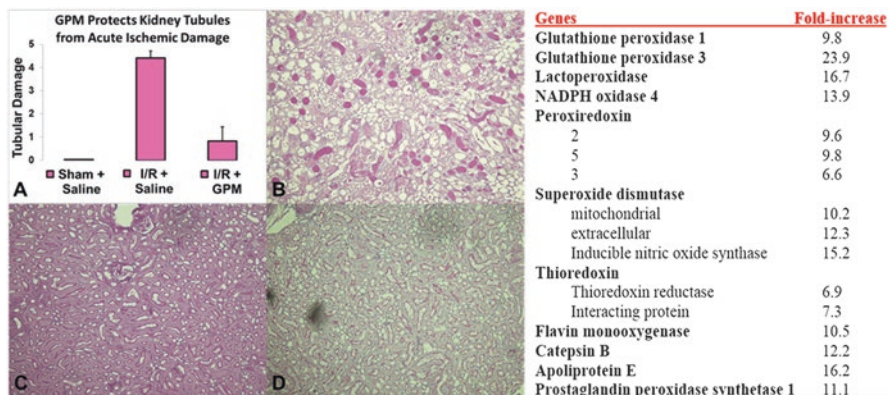 GPM Protects Kidney Tubules
from Acute Ischemic Damage
Tubular Damage
5
4
3
2
1
0
Sham + Saline
I/R + Saline
I/R + GPM
A
B
C
D
Genes Fold-increase
Glutathione peroxidase 1 9.8
Glutathione peroxidase 3 23.9
Lactoperoxidase 16.7
NADPH oxidase 4 13.9
Peroxiredoxin
2 9.6
5 9.8
3 6.6
Superoxide dismutase
mitochondrial 10.2
extracellular 12.3
Inducible nitric oxide synthase 15.2
Thioredoxin
Thioredoxin reductase 6.9
Interacting protein 7.3
Flavin monooxygenase 10.5
Catepsin B 12.2
Apoliprotein E 16.2
Prostaglandin peroxidase synthetase 1 11.1